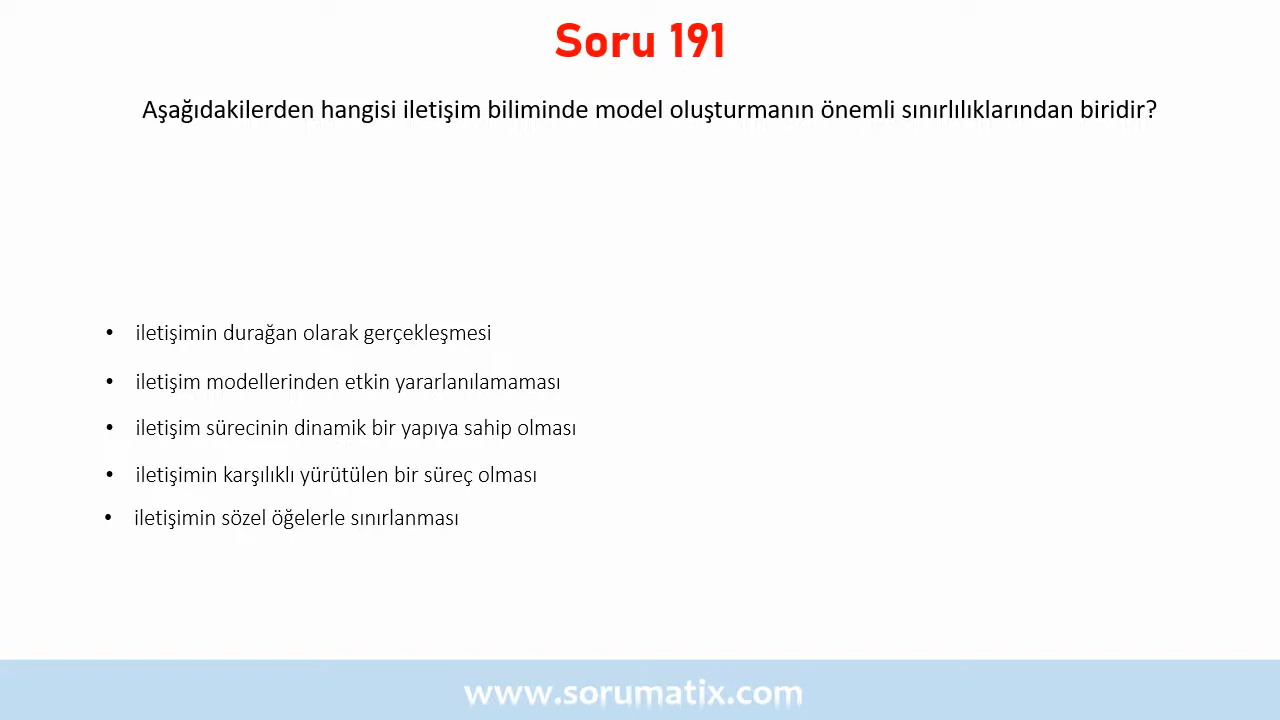 Soru 191
Aşağıdakilerden hangisi iletişim biliminde model oluşturmanın önemli sınırlılıklarından biridir?
• iletişimin durağan olarak gerçekleşmesi
• iletişim modellerinden etkin yararlanılamaması
• iletişim sürecinin dinamik bir yapıya sahip olması
• iletişimin karşılıklı yürütülen bir süreç olması
• iletişimin sözel öğelerle sınırlanması
www.sorumatix.com